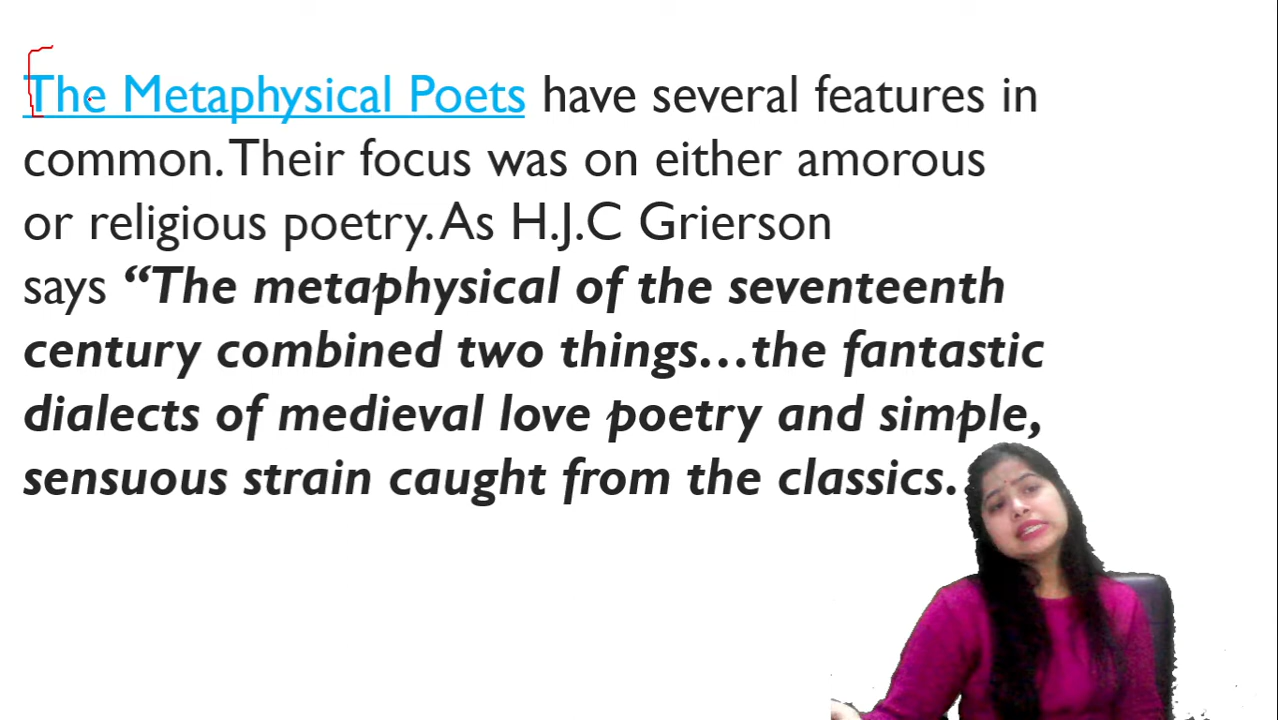 The Metaphysical Poets have several features in
common. Their focus was on either amorous
or religious poetry. As H.J.C Grierson
says “The metaphysical of the seventeenth
century combined two things…the fantastic
dialects of medieval love poetry and simple,
sensuous strain caught from the classics.